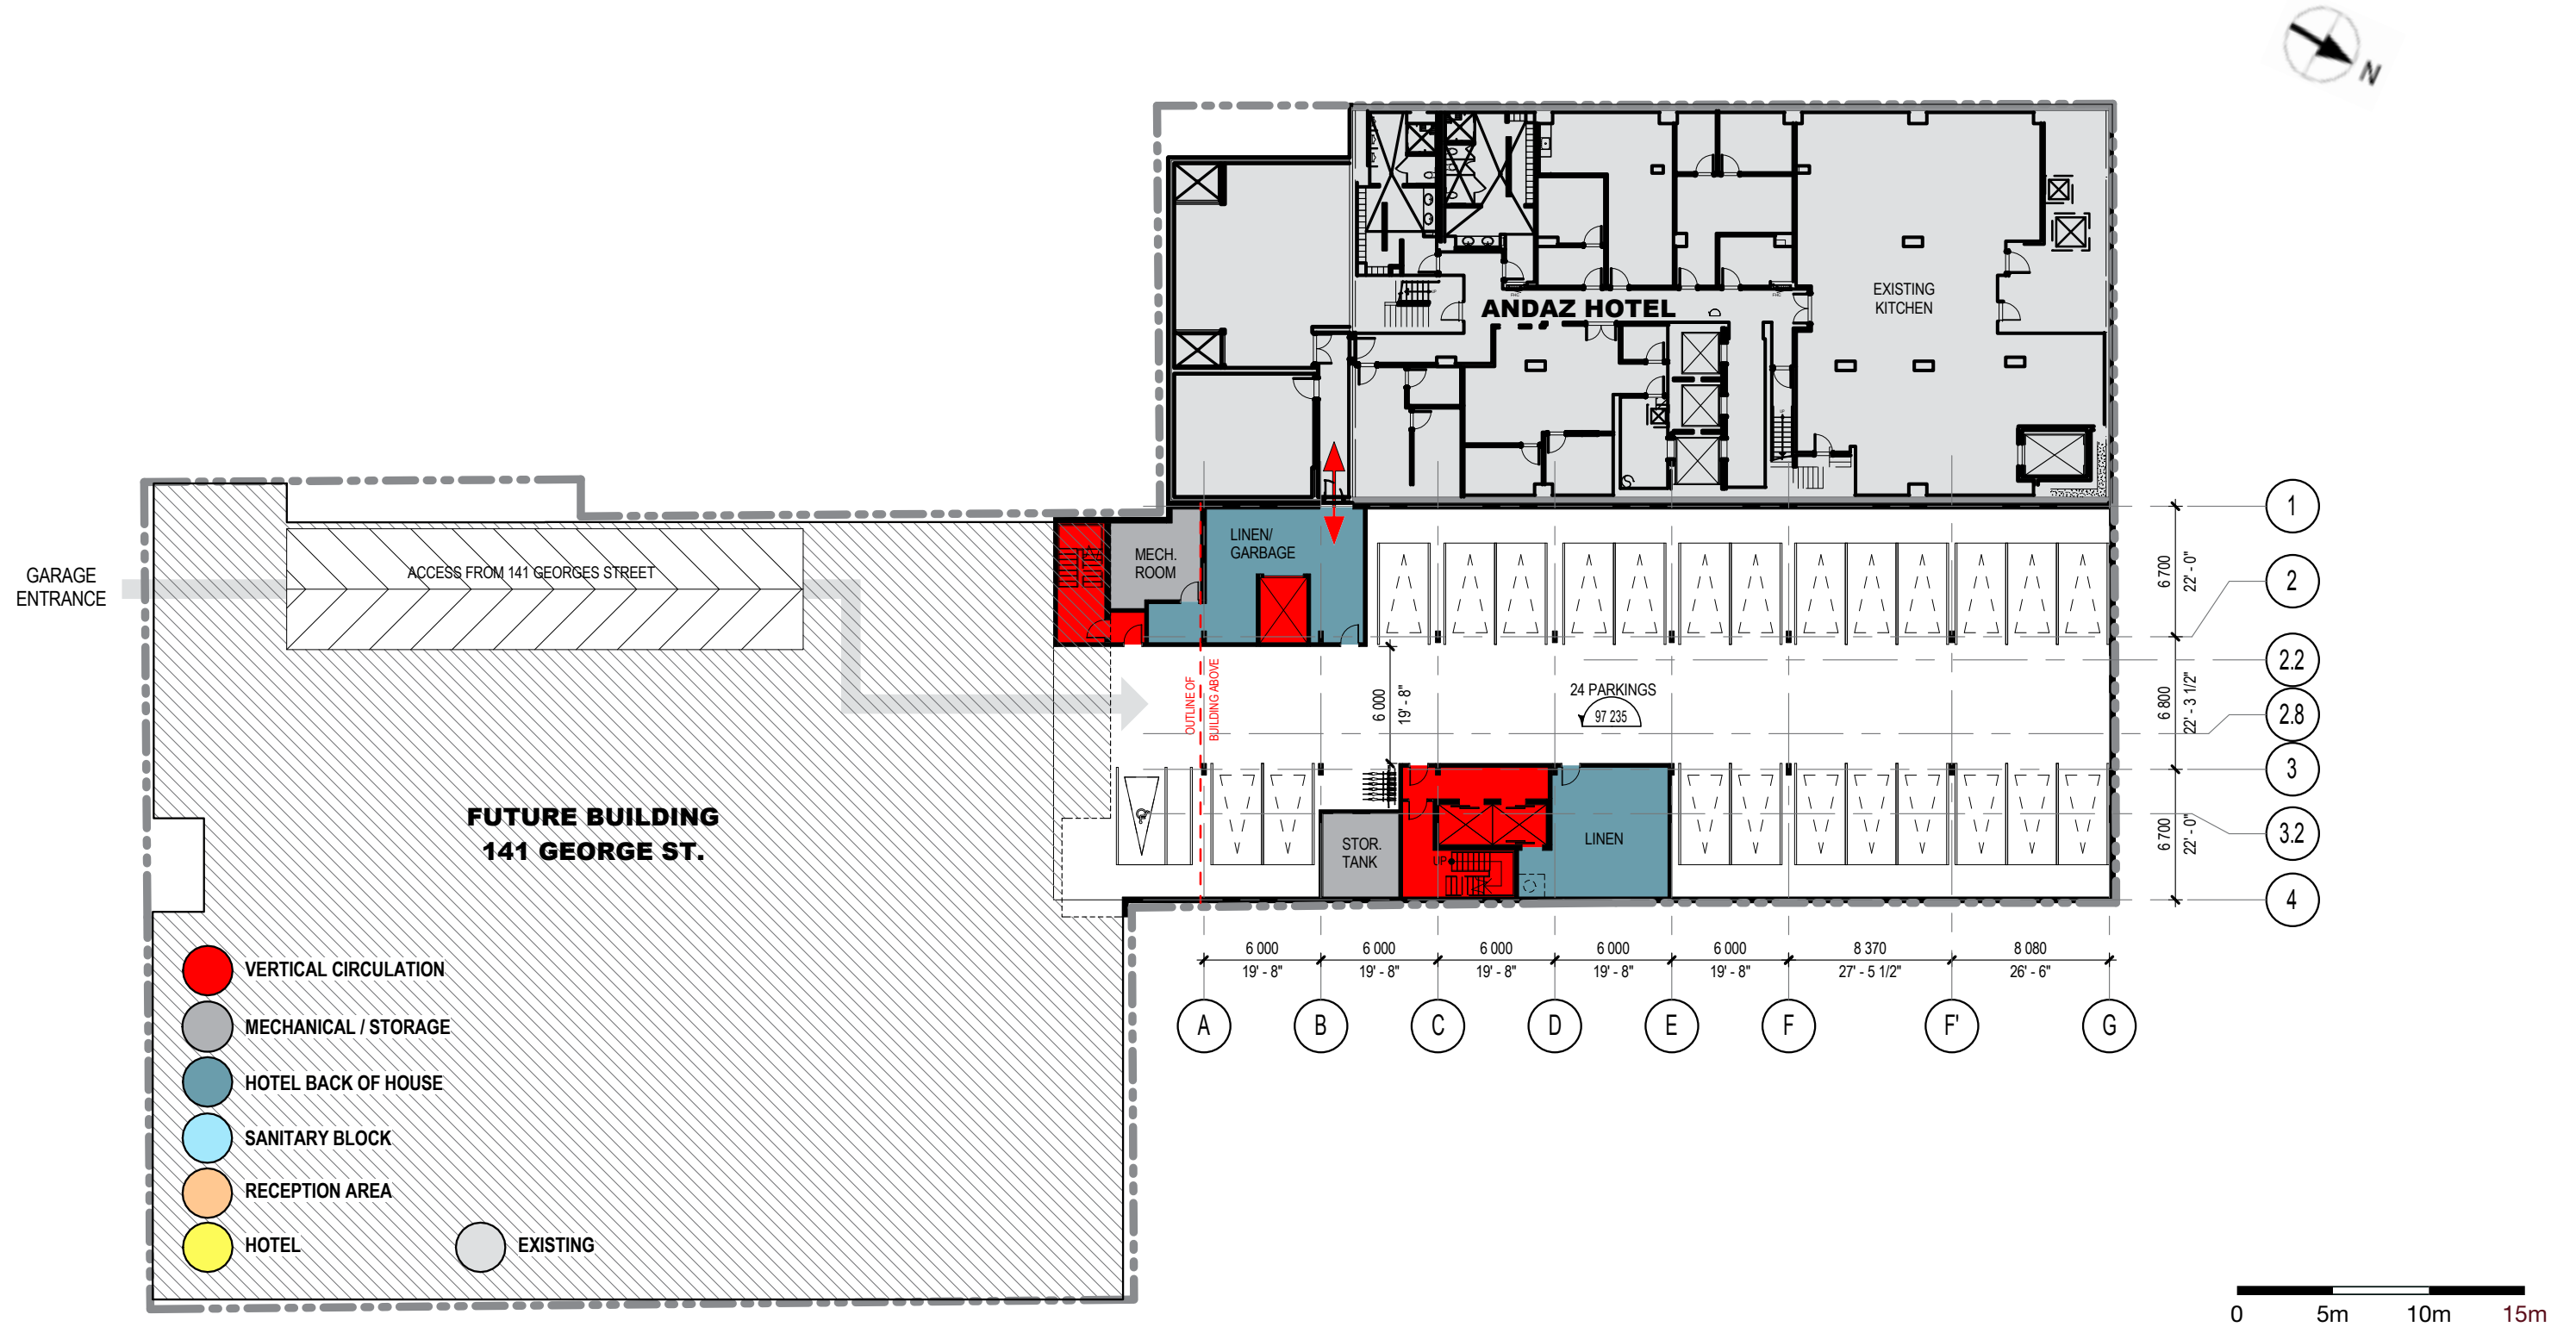 N
EXISTING
KITCHEN
ANDAZ HOTEL
1
LINEN/
GARBAGE
MECH.
ROOM
6 700
22' - 0"
GARAGE
ENTRANCE
ACCESS FROM 141 GEORGES STREET
2
2.2
OUTLINE OF
BUILDING ABOVE
6 000
19' - 8"
24 PARKINGS
97 235
6 800
22' - 3 1/2"
2.8
3
FUTURE BUILDING
141 GEORGE ST.
STOR.
TANK
UP
LINEN
6 700
22' - 0"
3.2
4
6 000
19' - 8"
6 000
19' - 8"
6 000
19' - 8"
6 000
19' - 8"
6 000
19' - 8"
8 370
27' - 5 1/2"
8 080
26' - 6"
A
B
C
D
E
F
F'
G
VERTICAL CIRCULATION
MECHANICAL / STORAGE
HOTEL BACK OF HOUSE
SANITARY BLOCK
RECEPTION AREA
HOTEL
EXISTING
0
5m
10m
15m